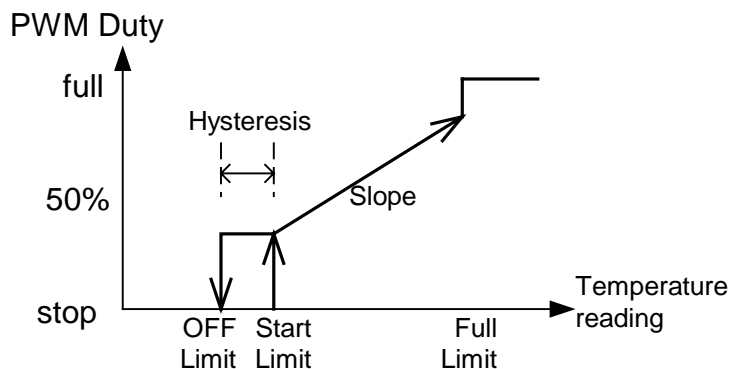 PWM Duty
full
Hysteresis
50%
Slope
stop
OFF Limit
Start Limit
Full Limit
Temperature reading